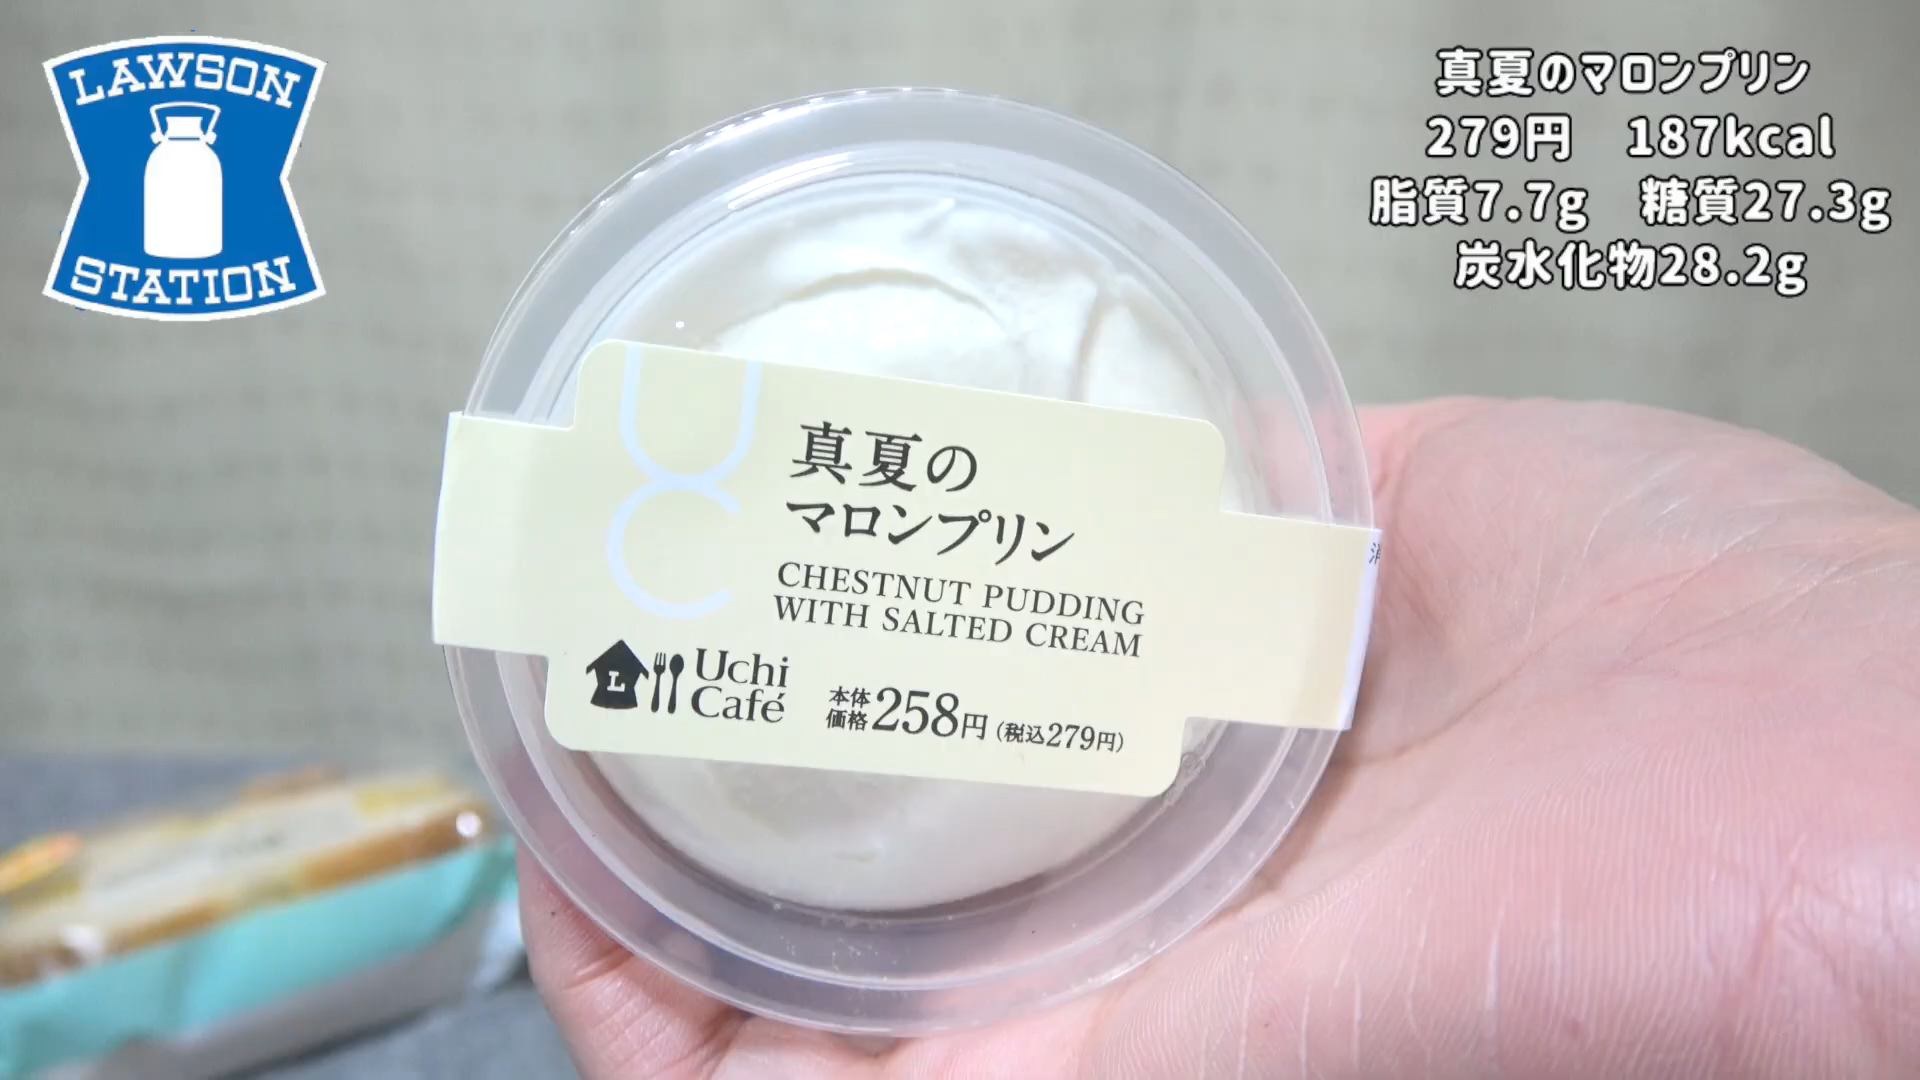 LAWSON
STATION
真夏のマロンプリン
279円 187kcal
脂質7.7g 糖質27.3g
炭水化物28.2g
真夏の
マロンプリン
CHESTNUT PUDDING
WITH SALTED CREAM
L
Uchi
Café
本体
価格258円(税込279円)
UC